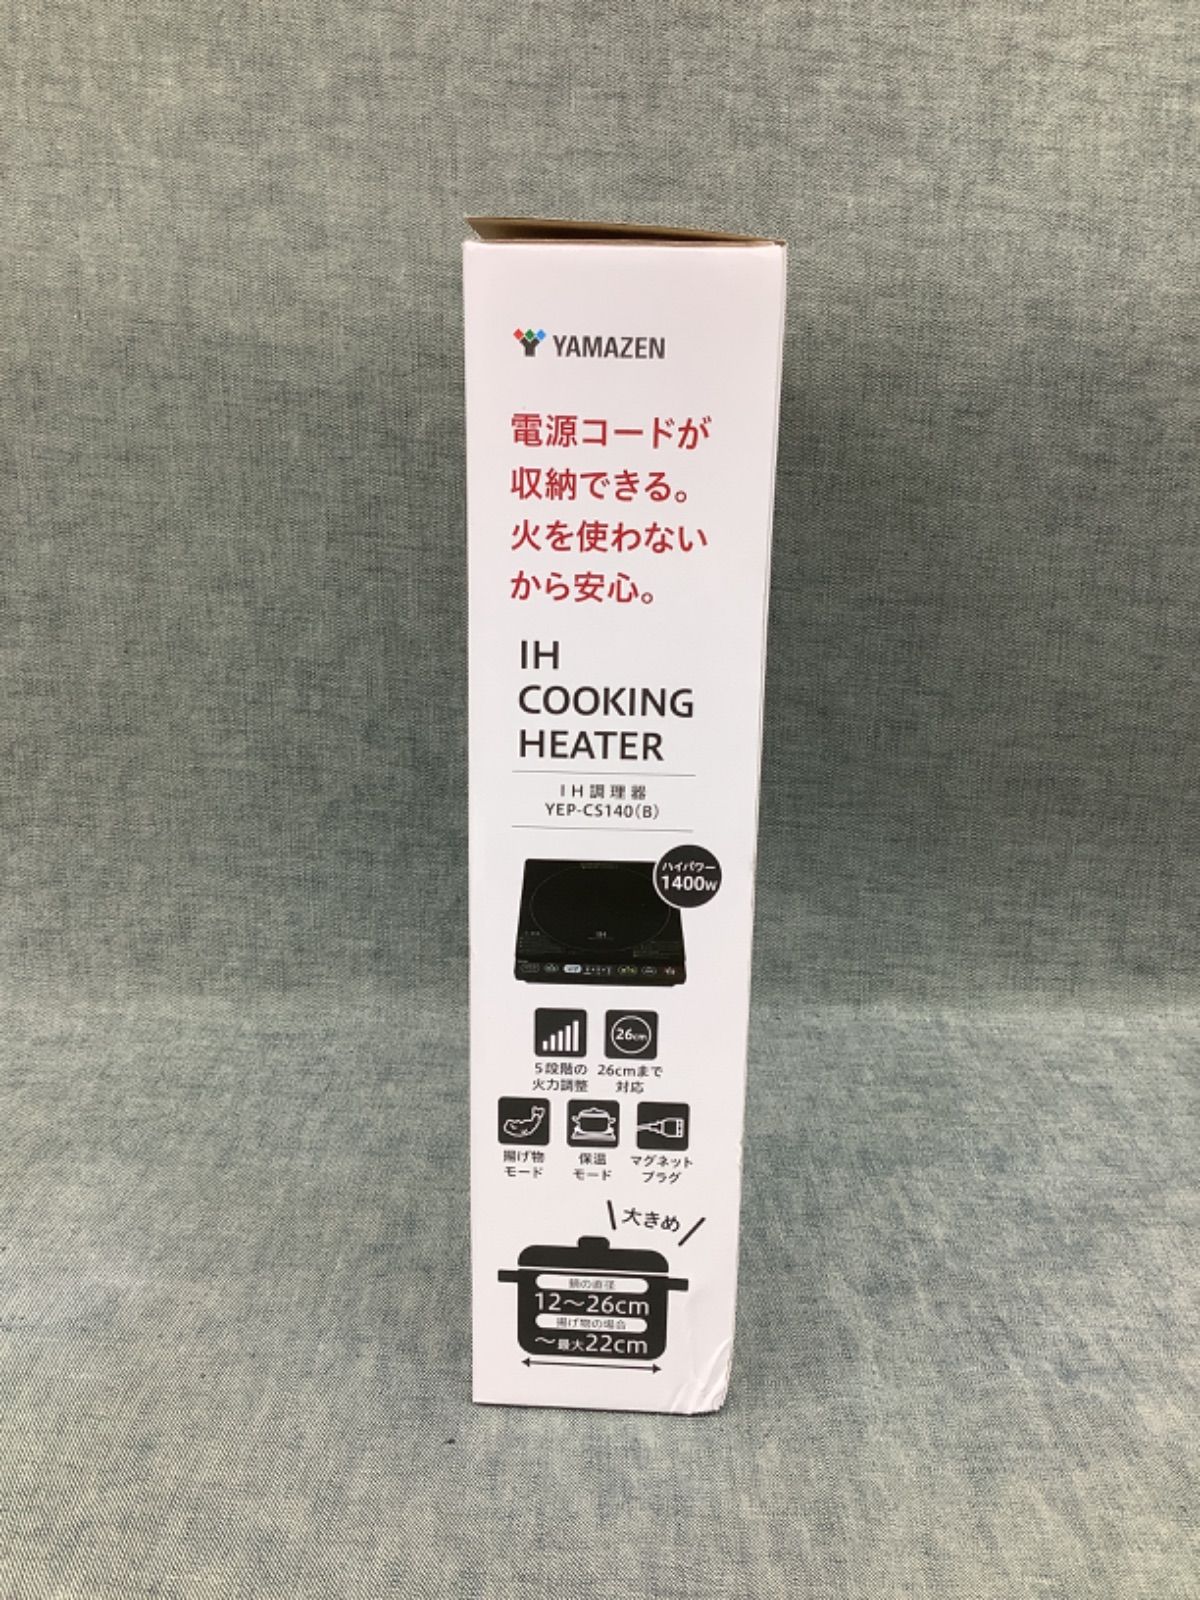 YAMAZEN
電源コードが
収納できる。
火を使わない
から安心。
IH
COOKING
HEATER
IH調理器
YEP-CS140(B)
ハイパワー
1400W
IH
26cm
5段階の
火力調整
26cmまで
対応
揚げ物
モード
保温
モード
マグネット
プラグ
大きめ
鍋の直径
12～26cm
揚げ物の場合
～最大22cm